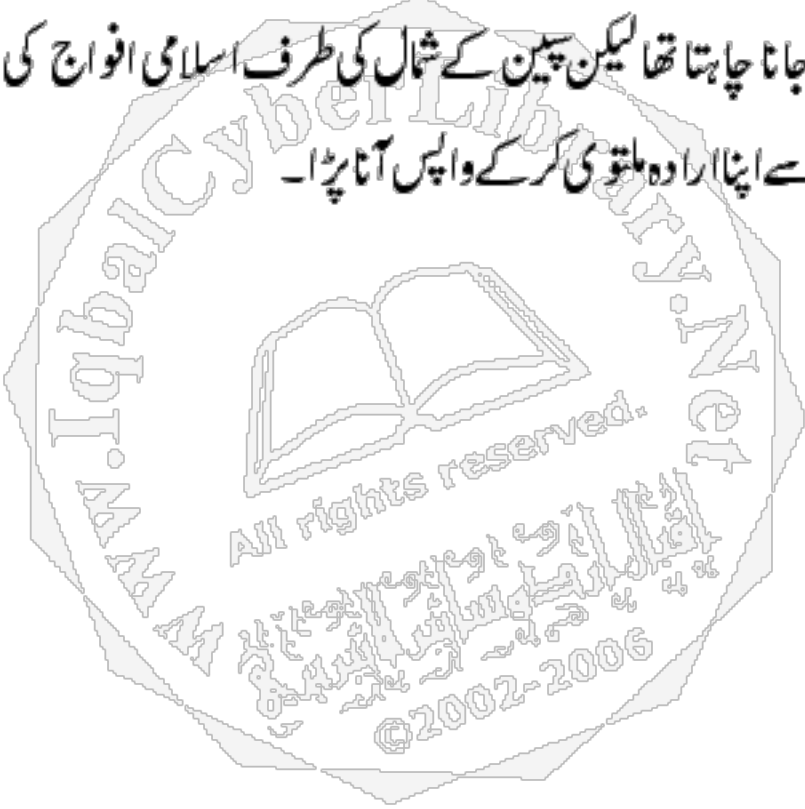 جانا چاہتا تھا لیکن سپین کے شمال کی طرف اسلامی افواج کی
سے اپنا ارادہ ملتوی کر کے واپس آنا پڑا۔
www.IqbalCyberLibrary.Net
All rights reserved.
©2002-2006